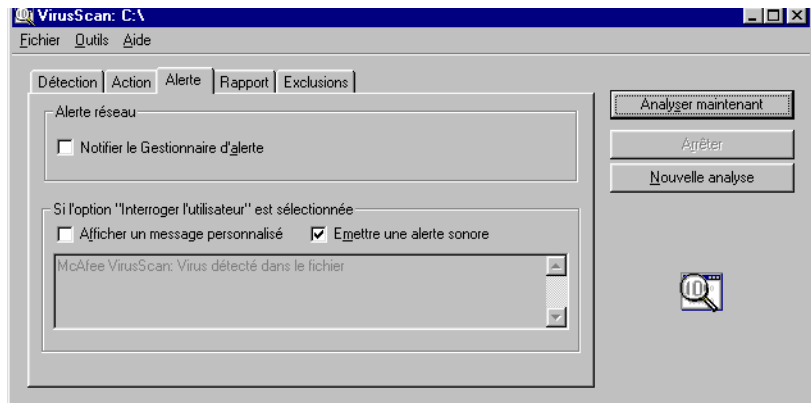 VirusScan: C:\
Fichier Outils Aide
Détection Action Alerte Rapport Exclusions
Alerte réseau
Notifier le Gestionnaire d'alerte
Si l'option "Interroger l'utilisateur" est sélectionnée
Afficher un message personnalisé Emettre une alerte sonore
McAfee VirusScan: Virus détecté dans le fichier
Analyser maintenant
Arrêter
Nouvelle analyse